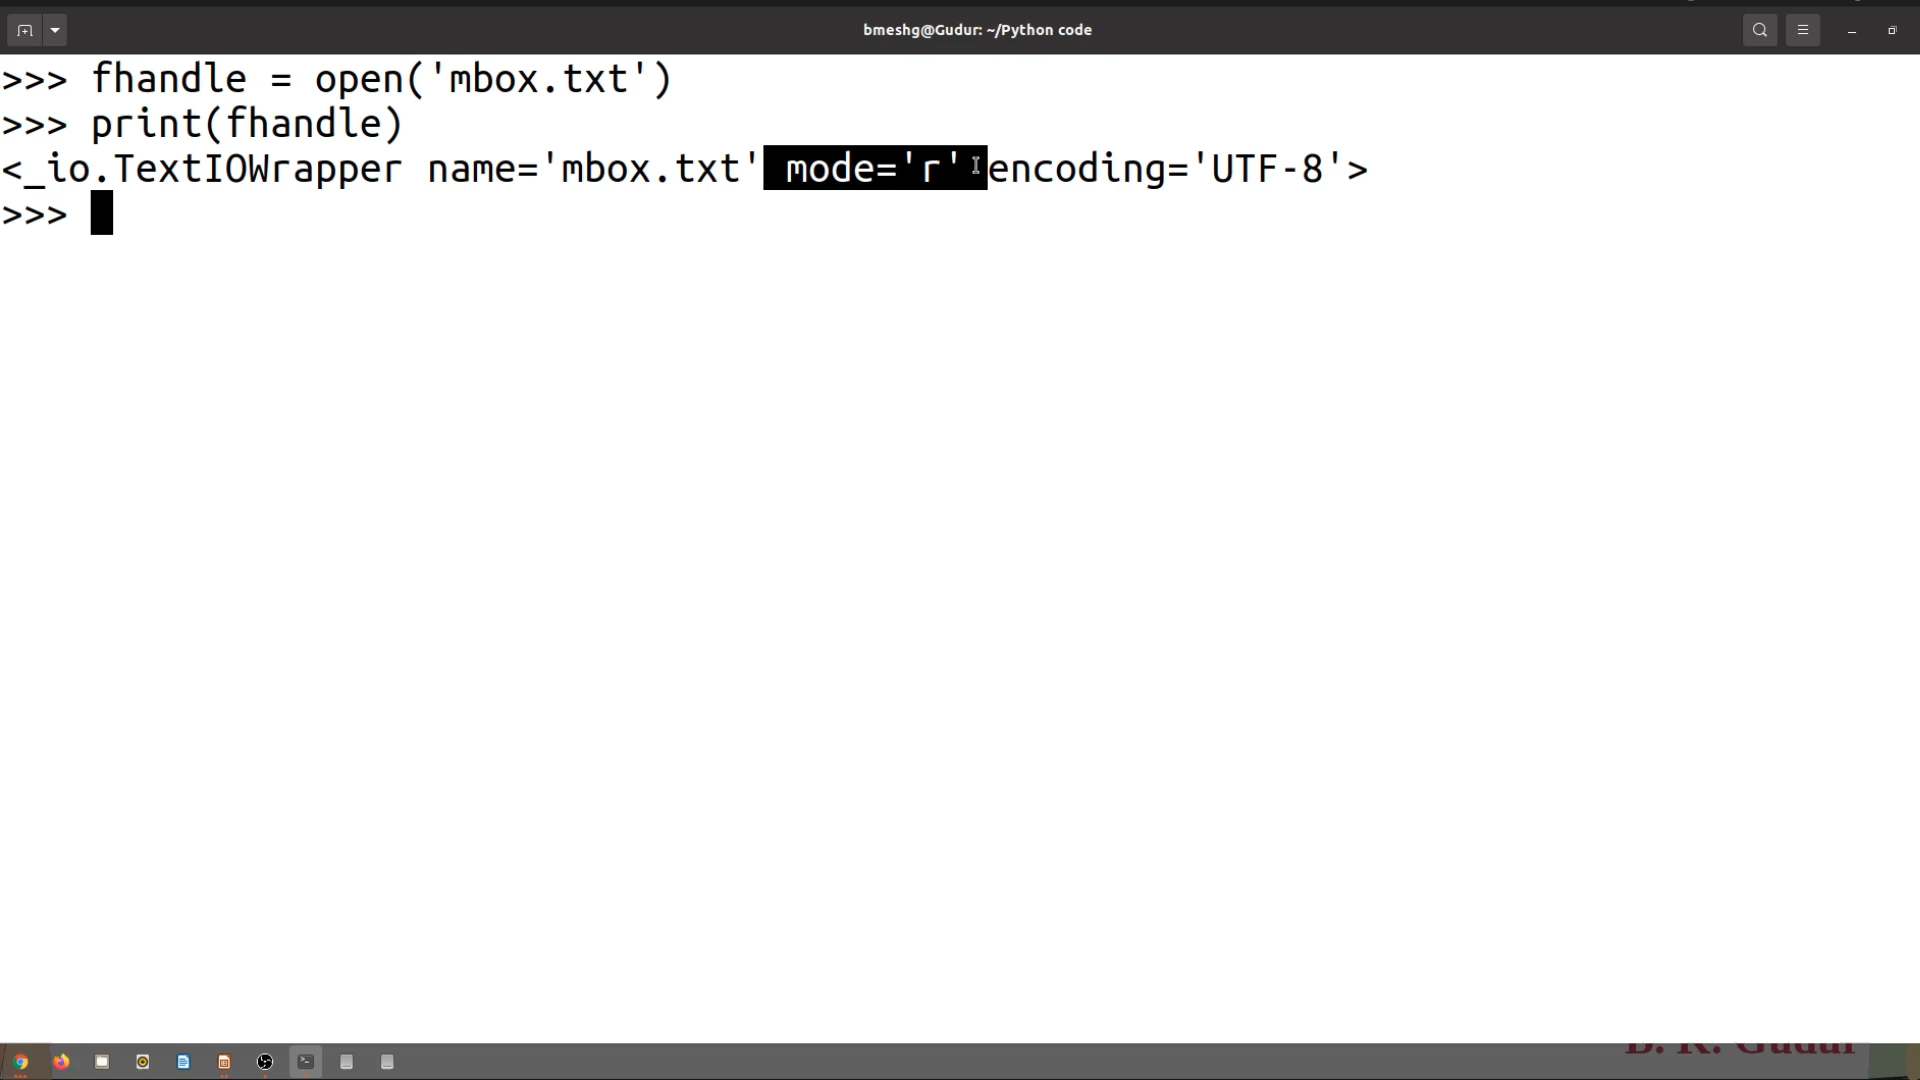 bmeshg@Gudur: ~/Python code
>>> fhandle = open('mbox.txt')
>>> print(fhandle)
<_io.TextIOWrapper name='mbox.txt' mode='r' encoding='UTF-8'>
>>>
B. R. Gudur